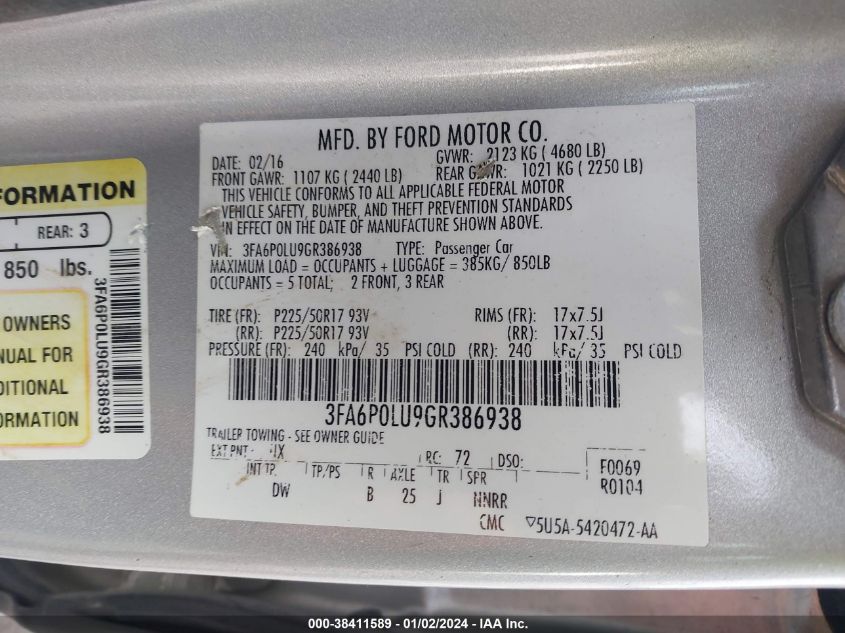 FORMATION
REAR: 3
850 lbs.
OWNERS
NUAL FOR
DITIONAL
ORMATION
3FA6P0LU9GR386938
MFD. BY FORD MOTOR CO.
DATE: 02/16 GVWR: 2123 KG ( 4680 LB)
FRONT GAWR: 1107 KG ( 2440 LB) REAR GAWR: 1021 KG ( 2250 LB)
THIS VEHICLE CONFORMS TO ALL APPLICABLE FEDERAL MOTOR
VEHICLE SAFETY, BUMPER, AND THEFT PREVENTION STANDARDS
IN EFFECT ON THE DATE OF MANUFACTURE SHOWN ABOVE.
VIN: 3FA6P0LU9GR386938 TYPE: Passenger Car
MAXIMUM LOAD = OCCUPANTS + LUGGAGE = 385KG/ 850LB
OCCUPANTS = 5 TOTAL; 2 FRONT, 3 REAR
TIRE (FR): P225/50R17 93V RIMS (FR): 17x7.5J
(RR): P225/50R17 93V (RR): 17x7.5J
PRESSURE (FR): 240 kPa/ 35 PSI COLD (RR): 240 kPa/ 35 PSI COLD
3FA6P0LU9GR386938
TRAILER TOWING - SEE OWNER GUIDE
EXT PNT: RC: 72 DSO: F0069
INT TR TP/PS R AXLE TR SPR R0104
DW B 25 J NNRR
CMC ▽5U5A-5420472-AA
000-38411589 - 01/02/2024 - IAA Inc.